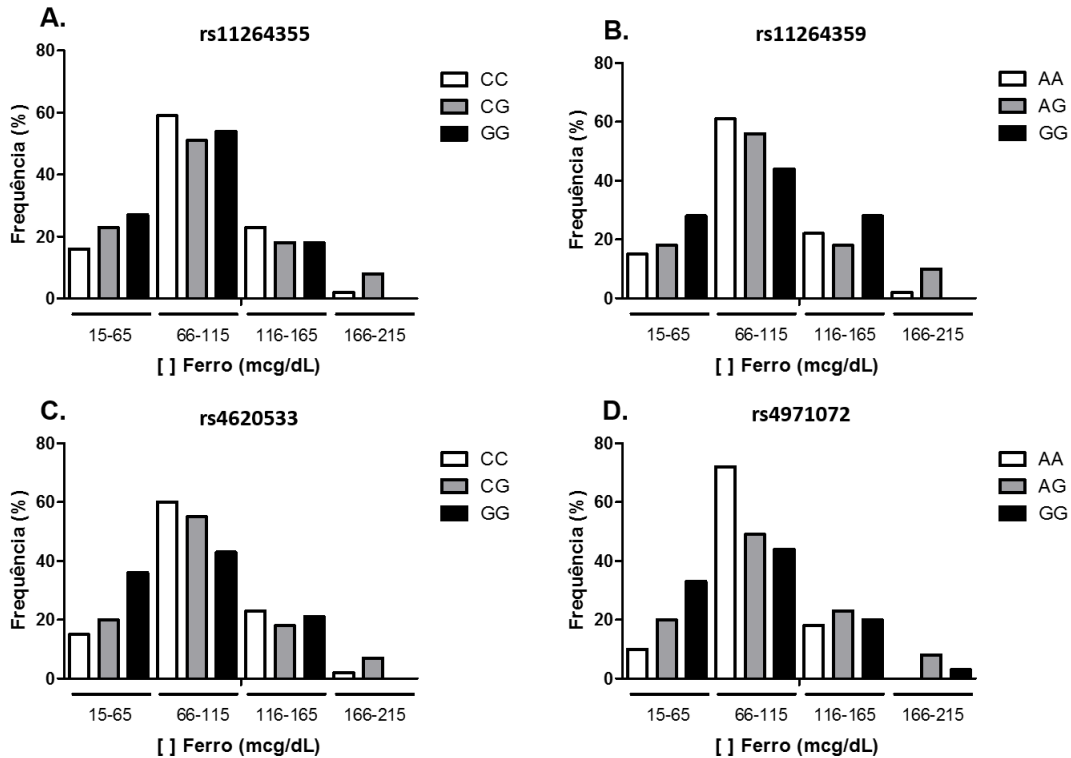 A.
rs11264355
Frequência (%)
80
60
40
20
0
CC
CG
GG
15-65 66-115 116-165 166-215
[ ] Ferro (mcg/dL)
B.
rs11264359
Frequência (%)
80
60
40
20
0
AA
AG
GG
15-65 66-115 116-165 166-215
[ ] Ferro (mcg/dL)
C.
rs4620533
Frequência (%)
80
60
40
20
0
CC
CG
GG
15-65 66-115 116-165 166-215
[ ] Ferro (mcg/dL)
D.
rs4971072
Frequência (%)
80
60
40
20
0
AA
AG
GG
15-65 66-115 116-165 166-215
[ ] Ferro (mcg/dL)